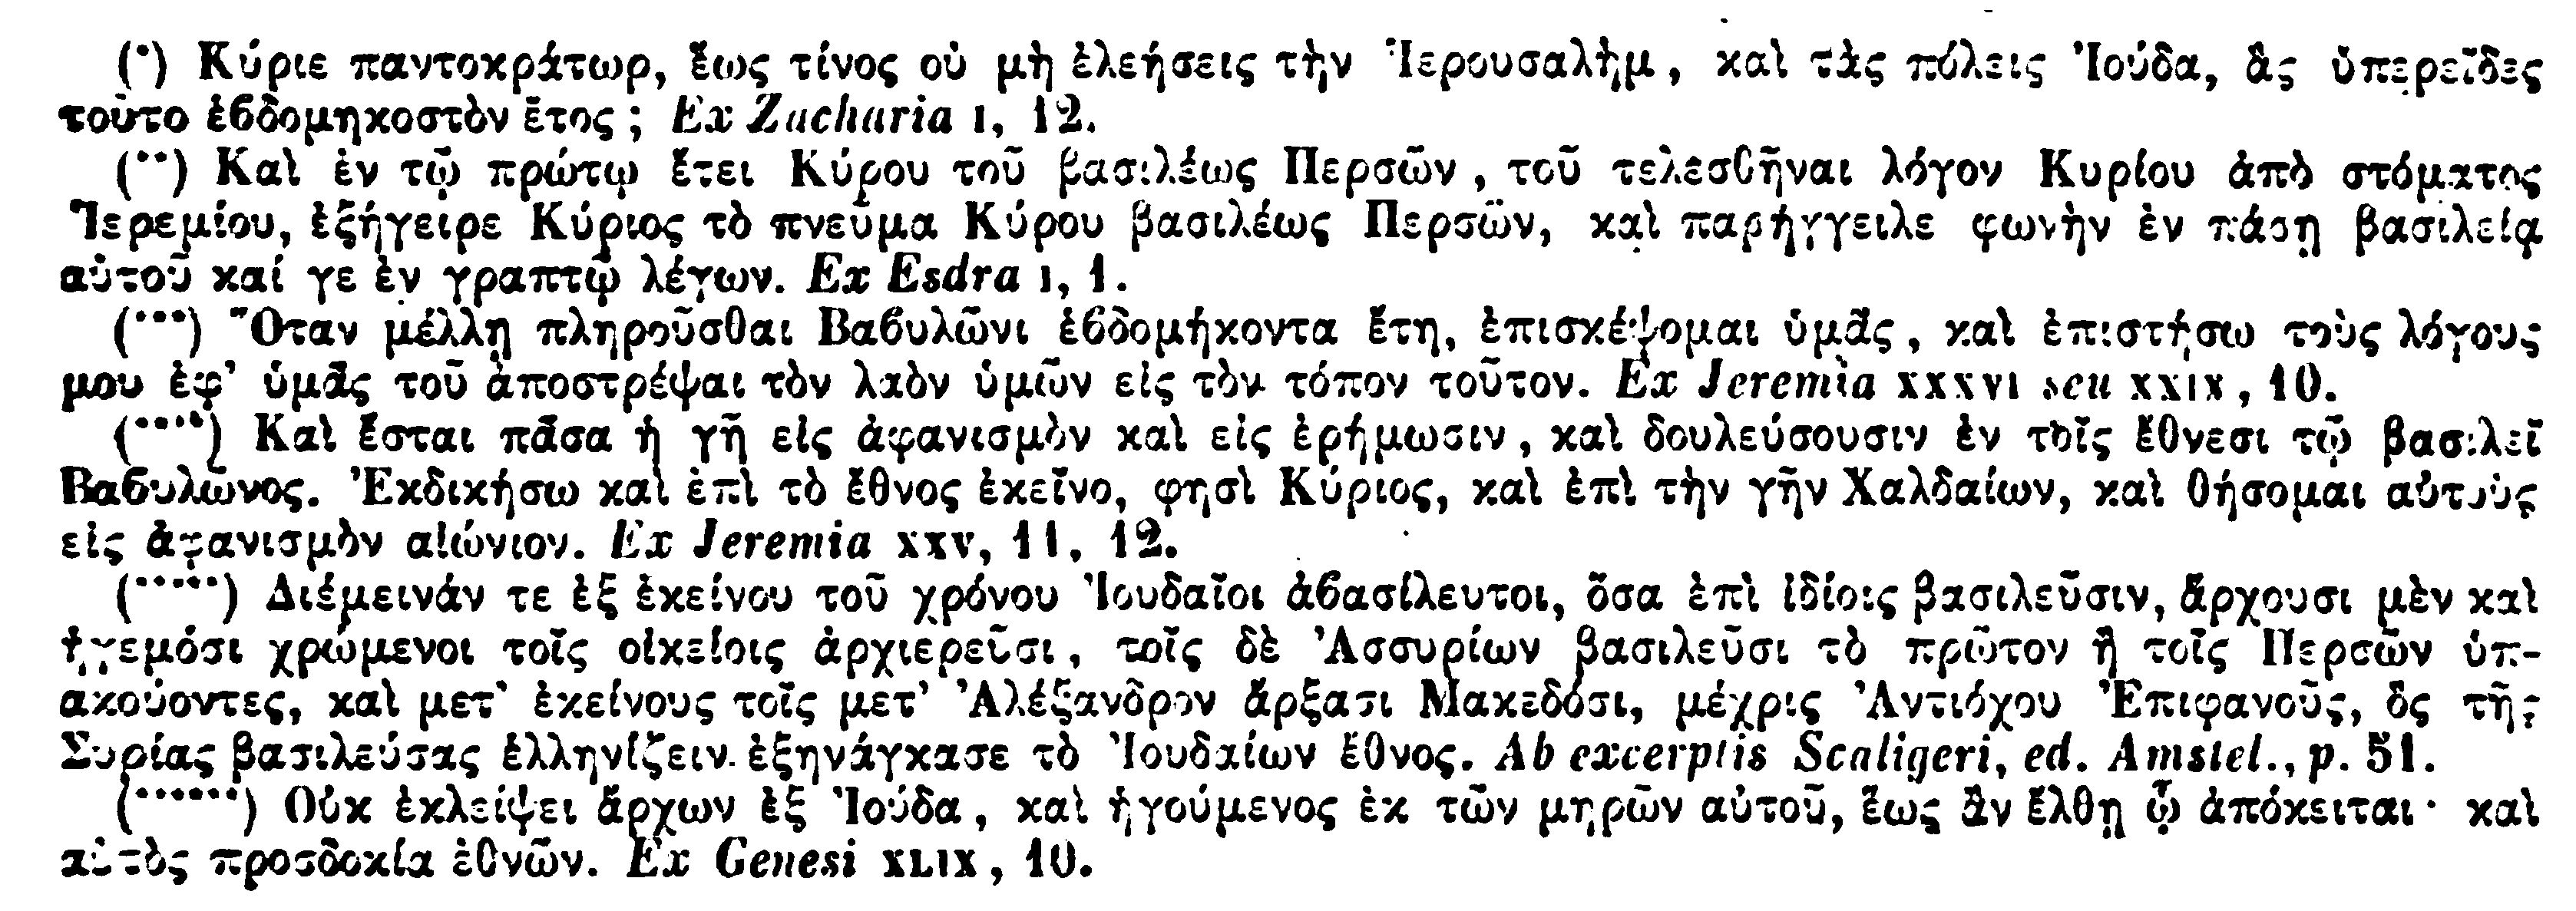 (*) Κύριε παντοκράτωρ, ἕως τίνος οὐ μὴ ἐλεήσεις τὴν Ἱερουσαλὴμ, καὶ τὰς πόλεις Ἰούδα, ἃς ὑπερεῖδες
τοῦτο ἑϐδομηκοστὸν ἔτος; Ex Zacharia I, 12.
(**) Καὶ ἐν τῷ πρώτῳ ἔτει Κύρου τοῦ βασιλέως Περσῶν, τοῦ τελεσθῆναι λόγον Κυρίου ἀπὸ στόματος
Ἱερεμίου, ἐξήγειρε Κύριος τὸ πνεῦμα Κύρου βασιλέως Περσῶν, καὶ παρήγγειλε φωνὴν ἐν πάσῃ βασιλείᾳ
αὐτοῦ καί γε ἐν γραπτῷ λέγων. Ex Esdra I, 1.
(***) Ὅταν μέλλῃ πληροῦσθαι Βαϐυλῶνι ἑϐδομήκοντα ἔτη, ἐπισκέψομαι ὑμᾶς, καὶ ἐπιστήσω τοὺς λόγους
μου ἐφ' ὑμᾶς τοῦ ἀποστρέψαι τὸν λαὸν ὑμῶν εἰς τὸν τόπον τοῦτον. Ex Jeremia XXXVI seu XXIX, 10.
(****) Καὶ ἔσται πᾶσα ἡ γῆ εἰς ἀφανισμὸν καὶ εἰς ἐρήμωσιν, καὶ δουλεύσουσιν ἐν τοῖς ἔθνεσι τῷ βασιλεῖ
Βαϐυλῶνος. Ἐκδικήσω καὶ ἐπὶ τὸ ἔθνος ἐκεῖνο, φησὶ Κύριος, καὶ ἐπὶ τὴν γῆν Χαλδαίων, καὶ θήσομαι αὐτοὺς
εἰς ἀφανισμὸν αἰώνιον. Ex Jeremia XXV, 11, 12.
(*****) Διέμεινάν τε ἐξ ἐκείνου τοῦ χρόνου Ἰουδαῖοι ἀϐασίλευτοι, ὅσα ἐπὶ ἰδίοις βασιλεῦσιν, ἄρχουσι μὲν καὶ
ἡγεμόσι χρώμενοι τοῖς οἰκείοις ἀρχιερεῦσι, τοῖς δὲ Ἀσσυρίων βασιλεῦσι τὸ πρῶτον ἢ τοῖς Περσῶν ὑπ-
ακούοντες, καὶ μετ' ἐκείνους τοῖς μετ' Ἀλέξανδρον ἄρξασι Μακεδόσι, μέχρις Ἀντιόχου Ἐπιφανοῦς, ὃς τῆς
Συρίας βασιλεύσας ἑλληνίζειν ἐξηνάγκασε τὸ Ἰουδαίων ἔθνος. Ab excerptis Scaligeri, ed. Amstel., p. 51.
(******) Οὐκ ἐκλείψει ἄρχων ἐξ Ἰούδα, καὶ ἡγούμενος ἐκ τῶν μηρῶν αὐτοῦ, ἕως ἂν ἔλθῃ ᾧ ἀπόκειται· καὶ
αὐτὸς προσδοκία ἐθνῶν. Ex Genesi XLIX, 10.